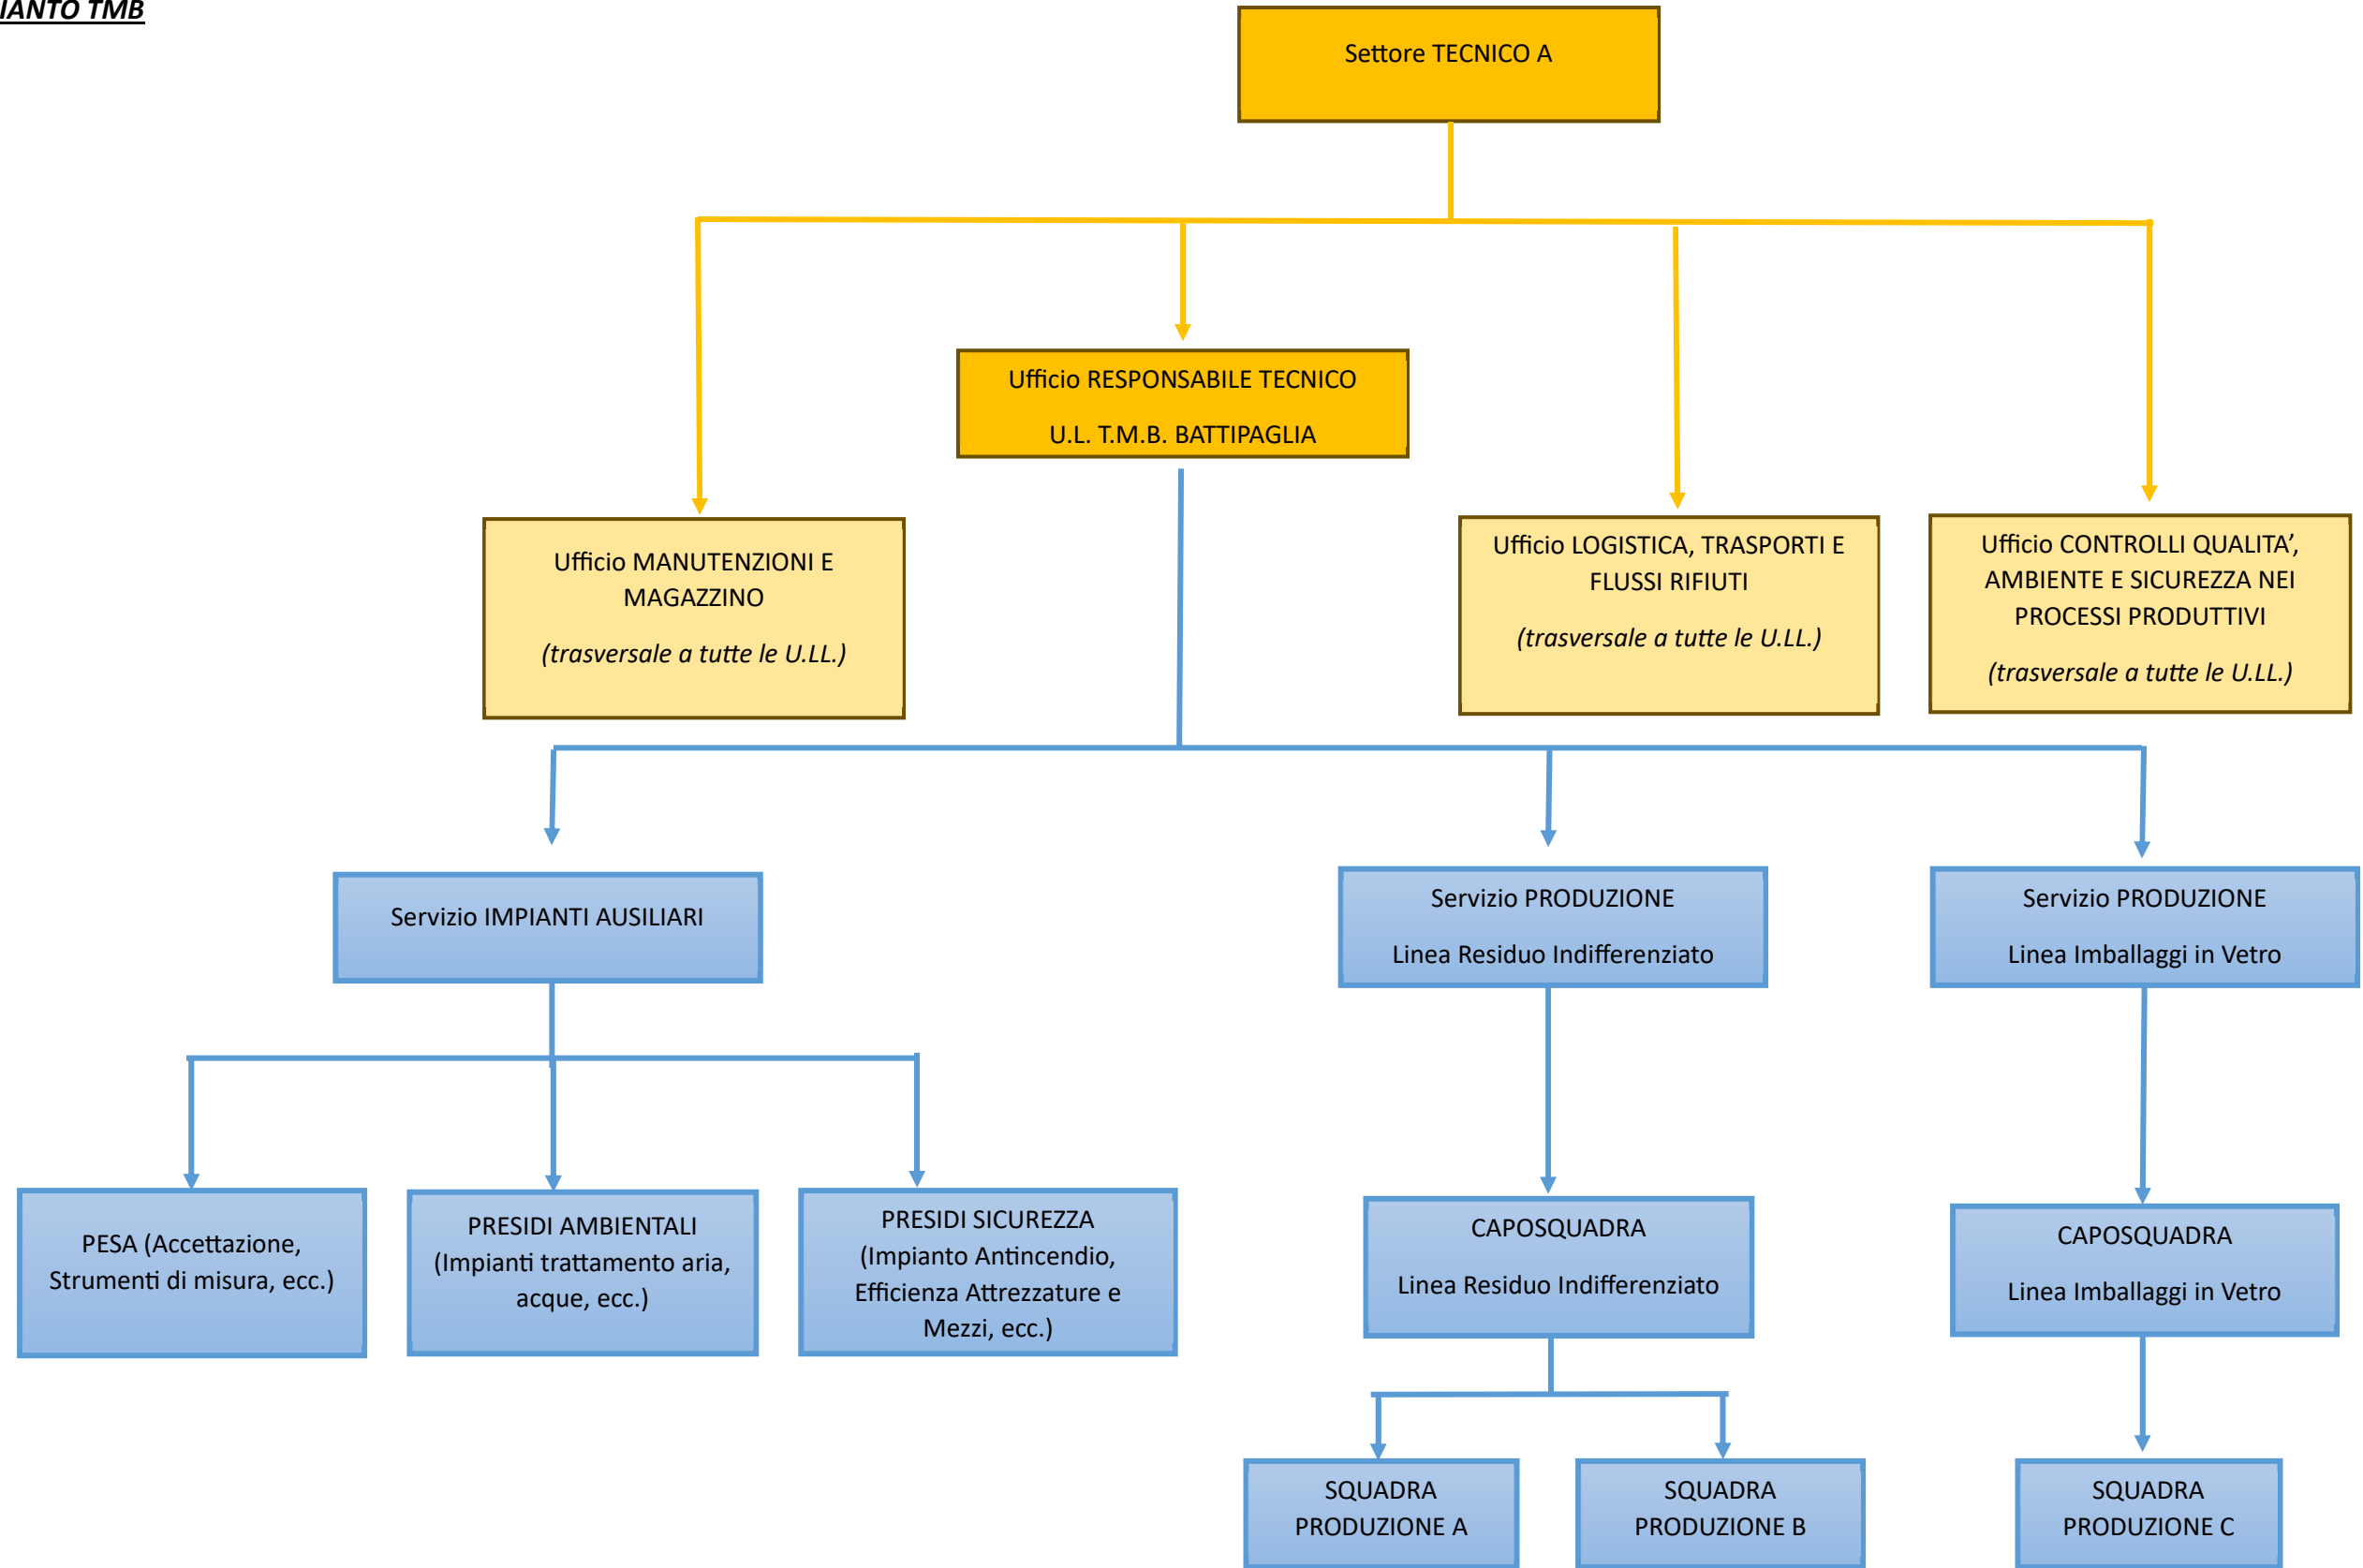 IANTO TMB
Settore TECNICO A
Ufficio RESPONSABILE TECNICO
U.L. T.M.B. BATTIPAGLIA
Ufficio MANUTENZIONI E
MAGAZZINO
(trasversale a tutte le U.LL.)
Ufficio LOGISTICA, TRASPORTI E
FLUSSI RIFIUTI
(trasversale a tutte le U.LL.)
Ufficio CONTROLLI QUALITA’,
AMBIENTE E SICUREZZA NEI
PROCESSI PRODUTTIVI
(trasversale a tutte le U.LL.)
Servizio IMPIANTI AUSILIARI
Servizio PRODUZIONE
Linea Residuo Indifferenziato
Servizio PRODUZIONE
Linea Imballaggi in Vetro
PESA (Accettazione,
Strumenti di misura, ecc.)
PRESIDI AMBIENTALI
(Impianti trattamento aria,
acque, ecc.)
PRESIDI SICUREZZA
(Impianto Antincendio,
Efficienza Attrezzature e
Mezzi, ecc.)
CAPOSQUADRA
Linea Residuo Indifferenziato
CAPOSQUADRA
Linea Imballaggi in Vetro
SQUADRA
PRODUZIONE A
SQUADRA
PRODUZIONE B
SQUADRA
PRODUZIONE C